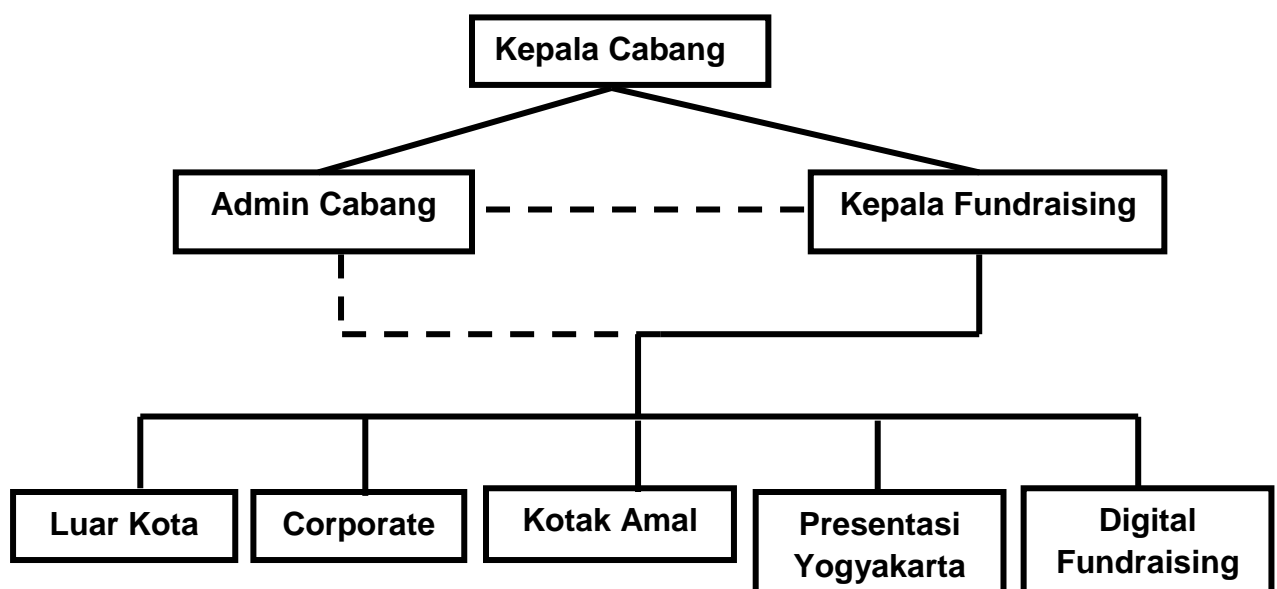 Kepala Cabang
Admin Cabang
Kepala Fundraising
Luar Kota
Corporate
Kotak Amal
Presentasi
Yogyakarta
Digital
Fundraising